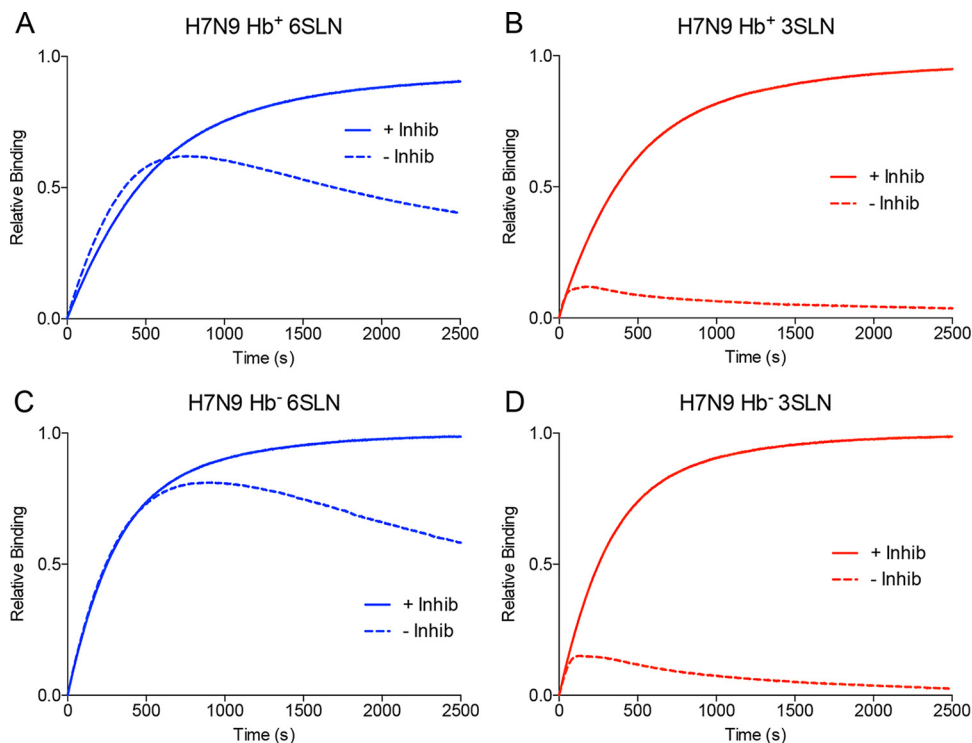 A
H7N9 Hb+ 6SLN
Relative Binding
1.0
0.5
0.0
+ Inhib
- Inhib
0 500 1000 1500 2000 2500
Time (s)
B
H7N9 Hb+ 3SLN
Relative Binding
1.0
0.5
0.0
+ Inhib
- Inhib
0 500 1000 1500 2000 2500
Time (s)
C
H7N9 Hb- 6SLN
Relative Binding
1.0
0.5
0.0
+ Inhib
- Inhib
0 500 1000 1500 2000 2500
Time (s)
D
H7N9 Hb- 3SLN
Relative Binding
1.0
0.5
0.0
+ Inhib
- Inhib
0 500 1000 1500 2000 2500
Time (s)